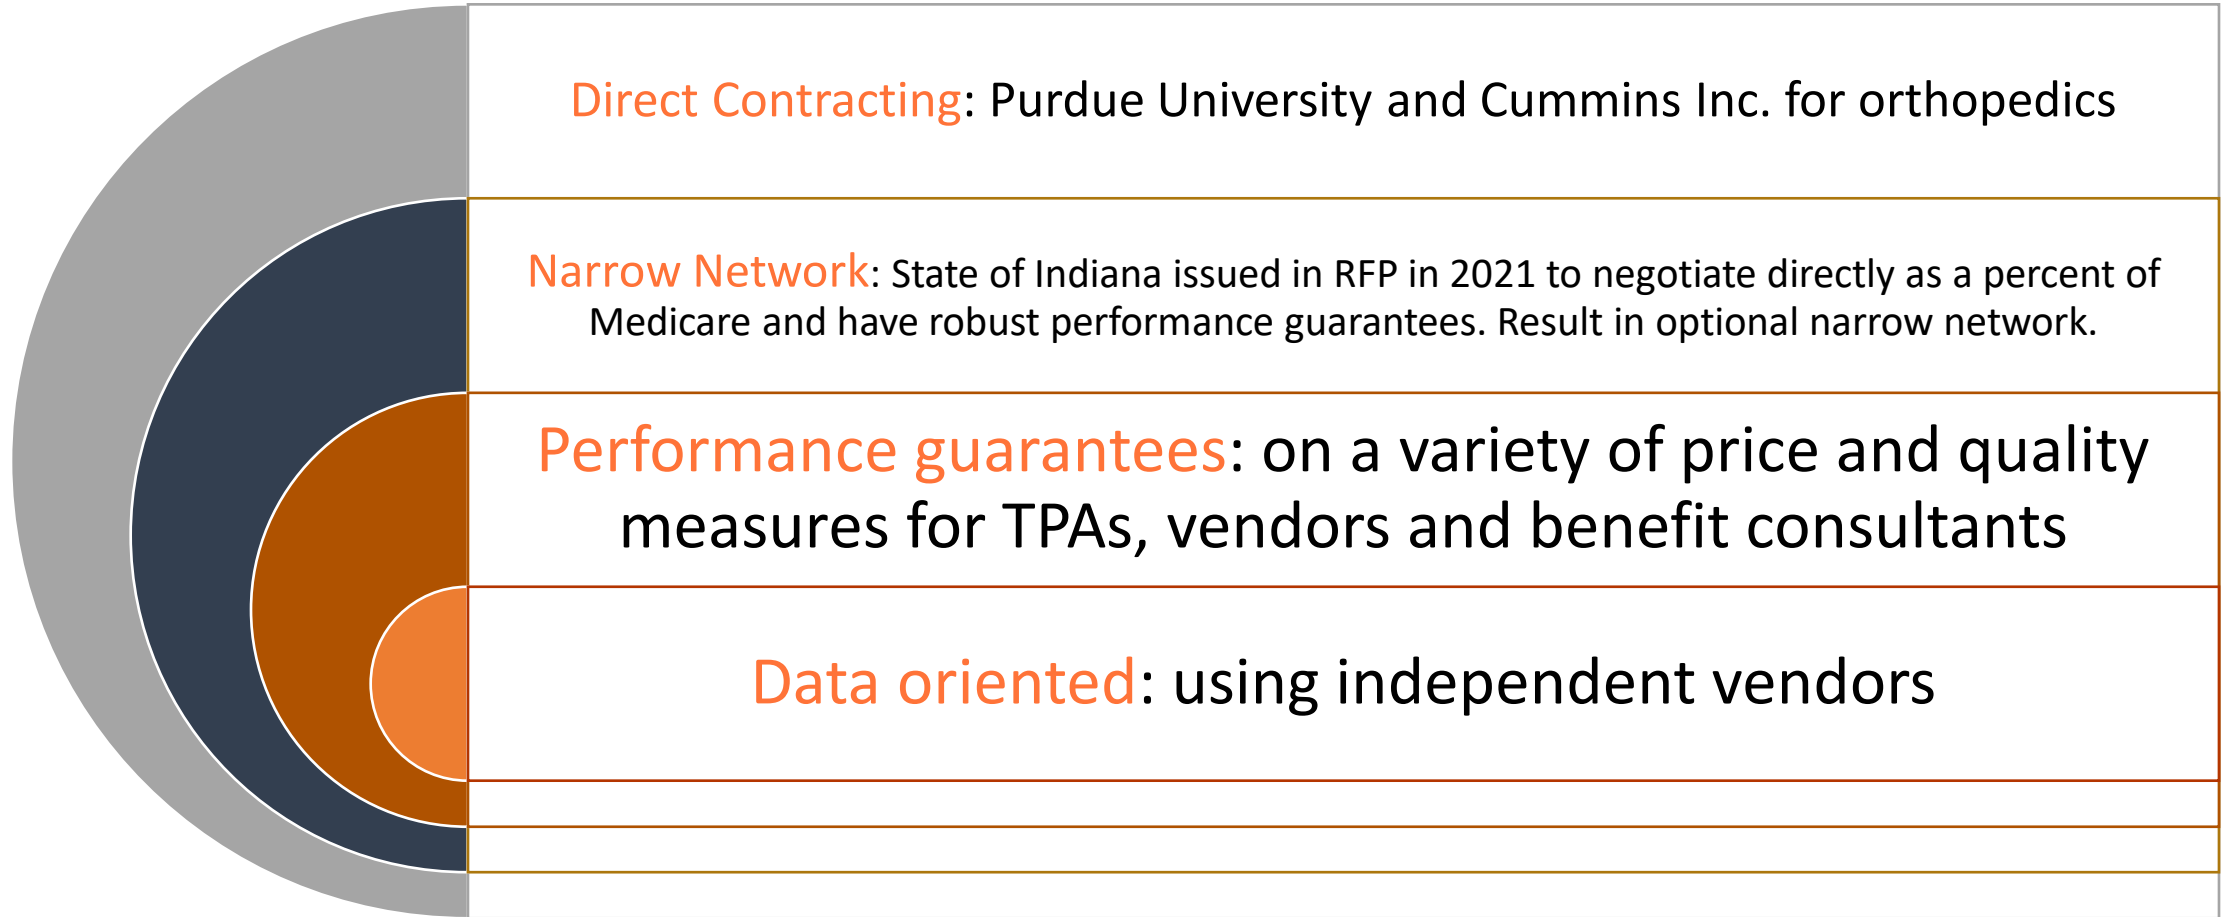 Direct Contracting: Purdue University and Cummins Inc. for orthopedics
Narrow Network: State of Indiana issued in RFP in 2021 to negotiate directly as a percent of
Medicare and have robust performance guarantees. Result in optional narrow network.
Performance guarantees: on a variety of price and quality
measures for TPAs, vendors and benefit consultants
Data oriented: using independent vendors